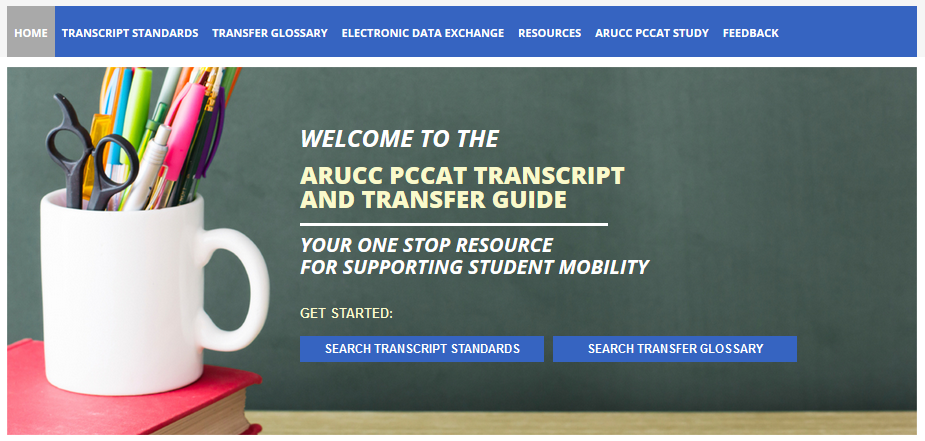 HOME TRANSCRIPT STANDARDS TRANSFER GLOSSARY ELECTRONIC DATA EXCHANGE RESOURCES ARUCC PCCAT STUDY FEEDBACK
WELCOME TO THE
ARUCC PCCAT TRANSCRIPT
AND TRANSFER GUIDE
YOUR ONE STOP RESOURCE
FOR SUPPORTING STUDENT MOBILITY
GET STARTED:
SEARCH TRANSCRIPT STANDARDS SEARCH TRANSFER GLOSSARY